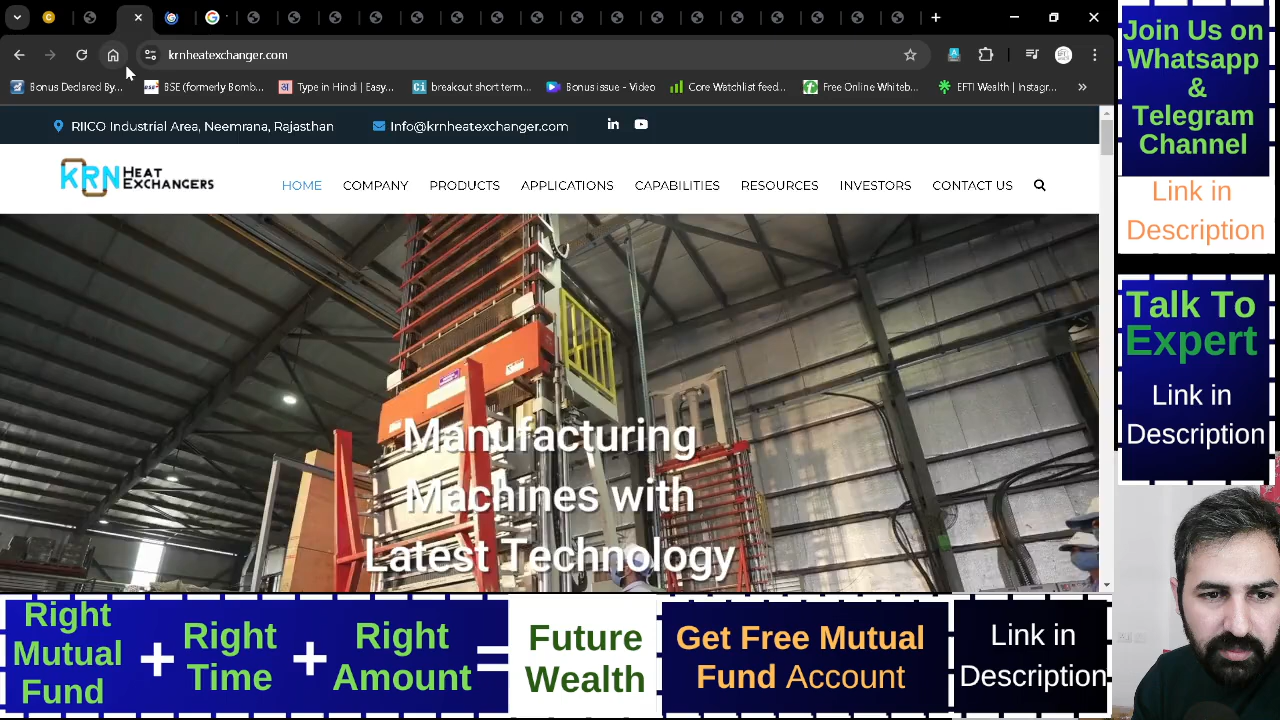 krnheatexchanger.com
Bonus Declared By...
BSE (formerly Bomb...
Type in Hindi | Easy...
breakout short term...
Bonus issue - Video
Core Watchlist feed...
Free Online Whiteb...
EFTI Wealth | Instagr...
RIICO Industrial Area, Neemrana, Rajasthan
Info@krnheatexchanger.com
KRN HEAT EXCHANGERS
HOME
COMPANY
PRODUCTS
APPLICATIONS
CAPABILITIES
RESOURCES
INVESTORS
CONTACT US
Manufacturing
Machines with
Latest Technology
Join Us on
Whatsapp
&
Telegram
Channel
Link in
Description
Talk To
Expert
Link in
Description
Right
Mutual
Fund
+
Right
Time
+
Right
Amount
=
Future
Wealth
Get Free Mutual
Fund Account
Link in
Description